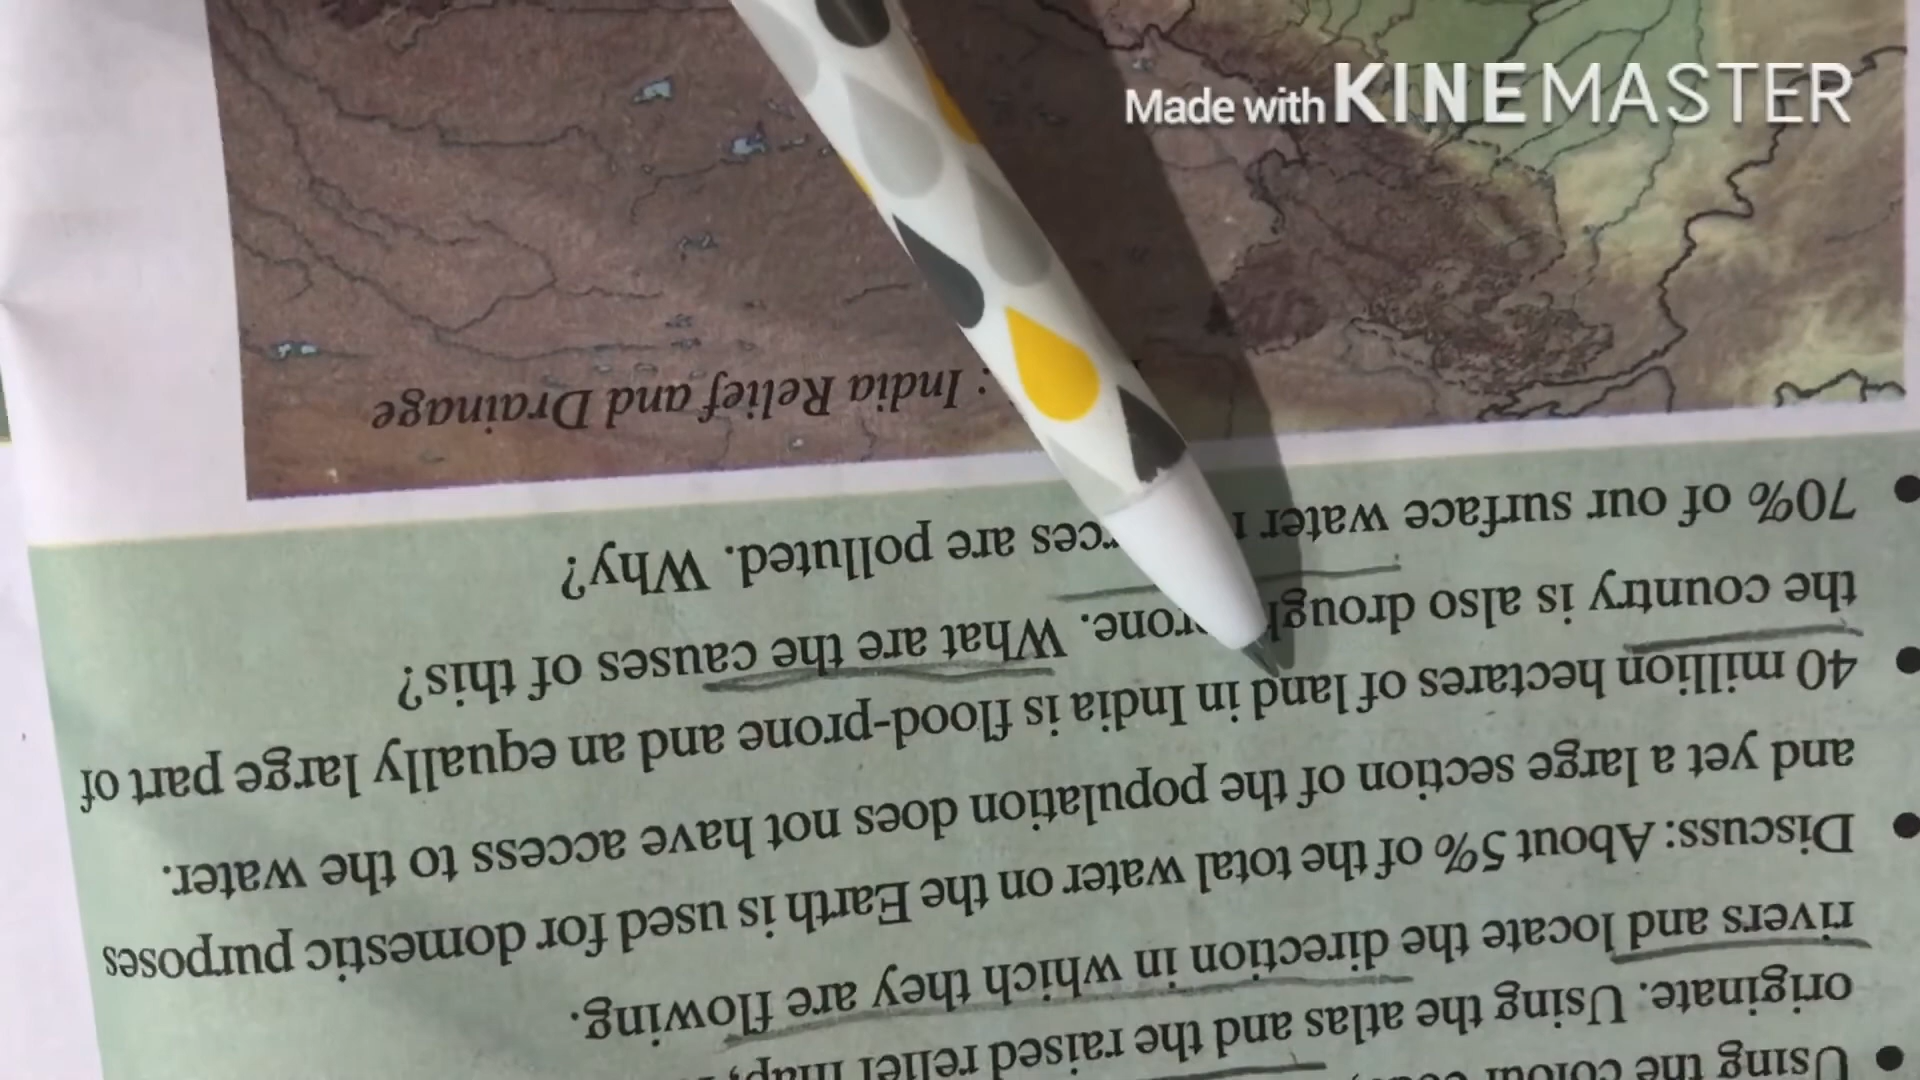 Made with KINEMASTER
Using the colour
originate. Using the atlas and the raised relief map,
rivers and locate the direction in which they are flowing.
Discuss: About 5% of the total water on the Earth is used for domestic purposes
and yet a large section of the population does not have access to the water.
40 million hectares of land in India is flood-prone and an equally large part of
the country is also drough rone. What are the causes of this?
70% of our surface water r rces are polluted. Why?
: India Relief and Drainage